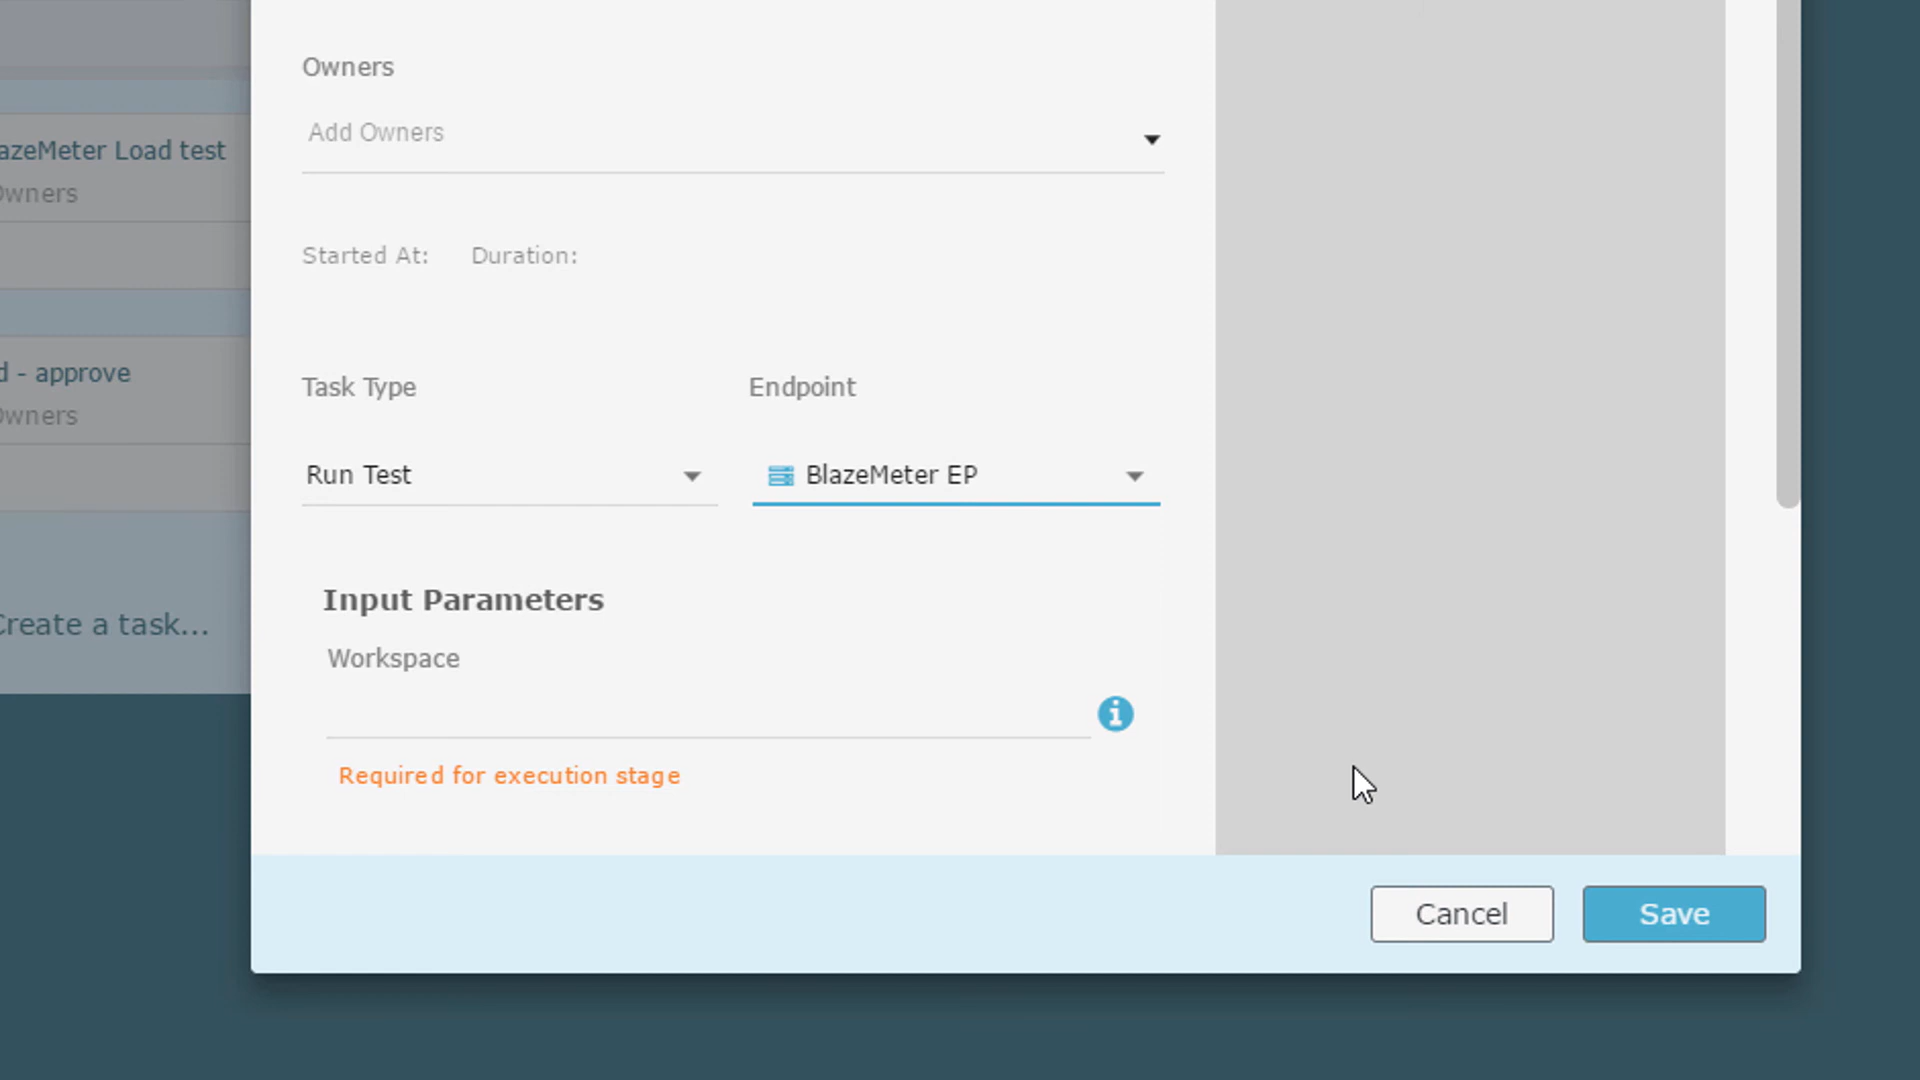 Owners
Add Owners
azeMeter Load test
Owners
Started At: Duration:
d - approve
Owners
Task Type Endpoint
Run Test BlazeMeter EP
Input Parameters
Create a task...
Workspace
Required for execution stage
Cancel Save